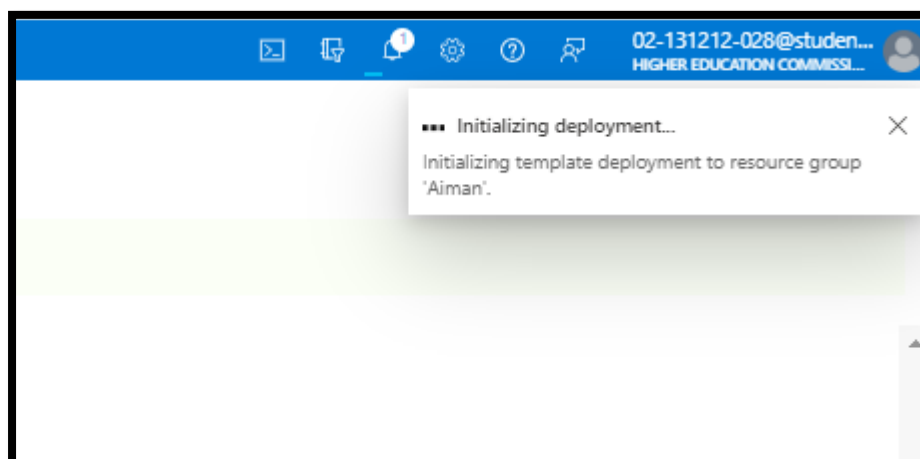 1
02-131212-028@studen...
HIGHER EDUCATION COMMISSI...
Initializing deployment...
Initializing template deployment to resource group
'Aiman'.